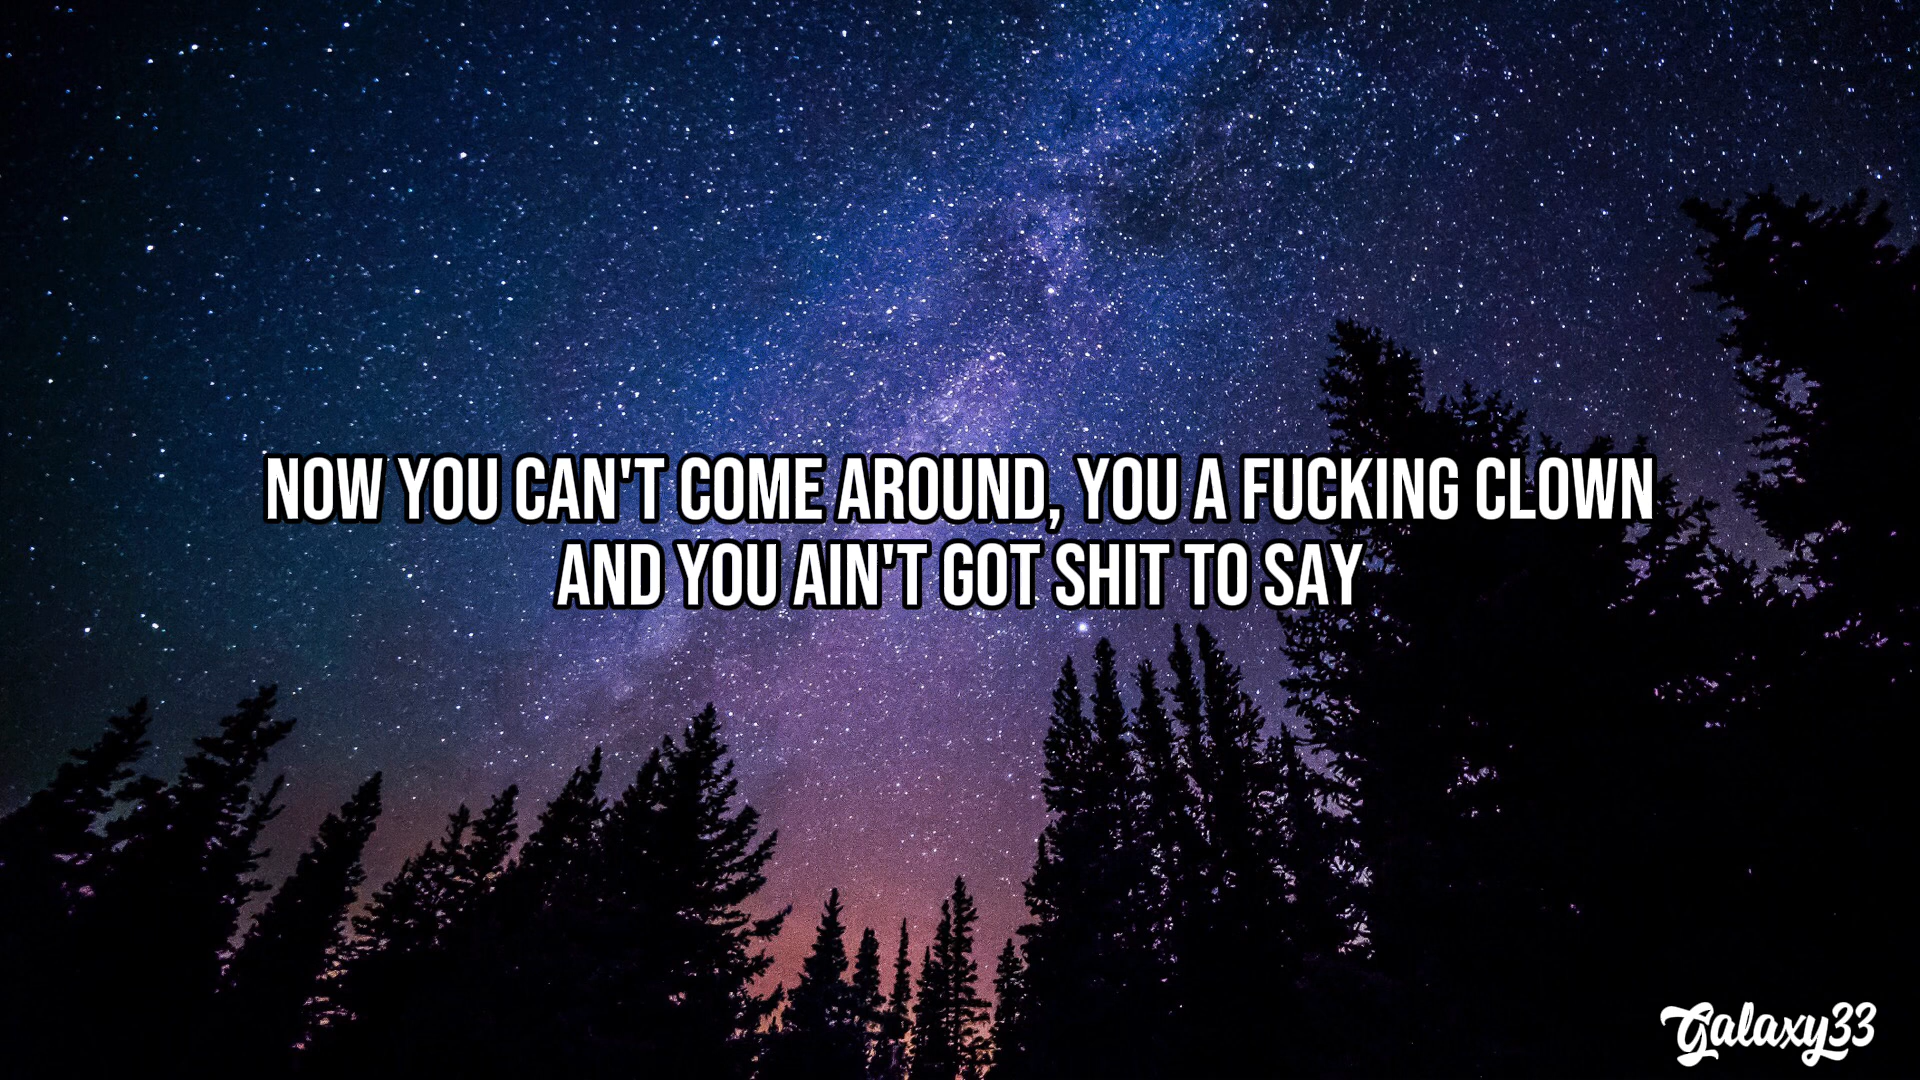 NOW YOU CAN'T COME AROUND, YOU A FUCKING CLOWN
AND YOU AIN'T GOT SHIT TO SAY
Galaxy33